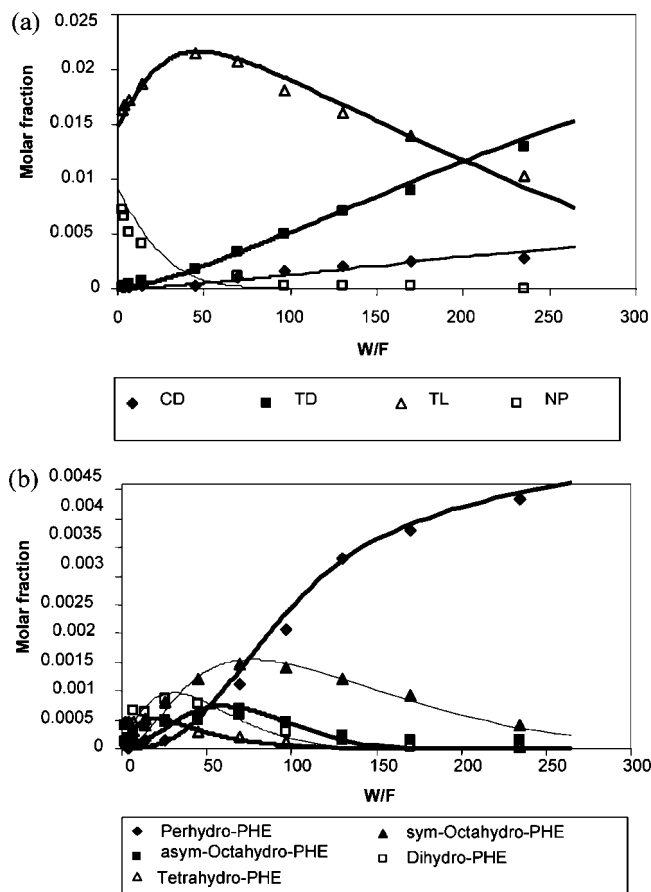 (a)
0.025
0.02
0.015
0.01
0.005
0
Molar fraction
0 50 100 150 200 250 300
W/F
CD TD TL NP
(b)
0.0045
0.004
0.0035
0.003
0.0025
0.002
0.0015
0.001
0.0005
0
Molar fraction
0 50 100 150 200 250 300
W/F
Perhydro-PHE sym-Octahydro-PHE
asym-Octahydro-PHE Dihydro-PHE
Tetrahydro-PHE